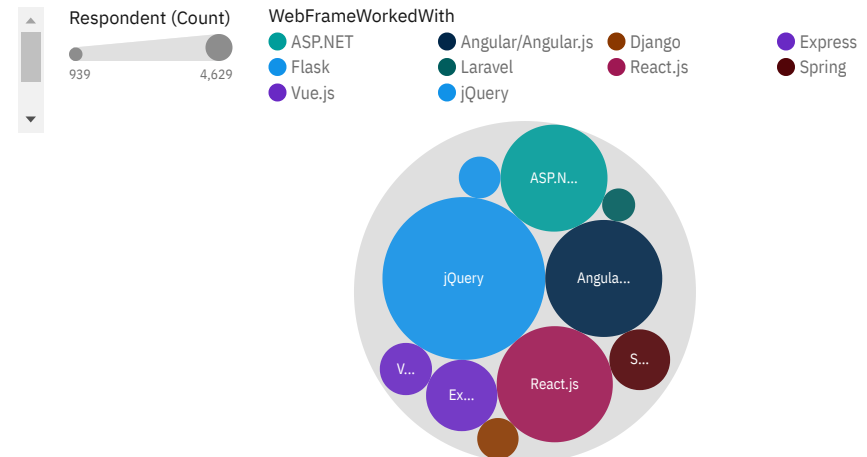 Respondent (Count)
939 4,629
WebFrameWorkedWith
ASP.NET Angular/Angular.js Django Express
Flask Laravel React.js Spring
Vue.js jQuery
ASP.N...
jQuery Angula...
S...
V...
React.js
Ex...